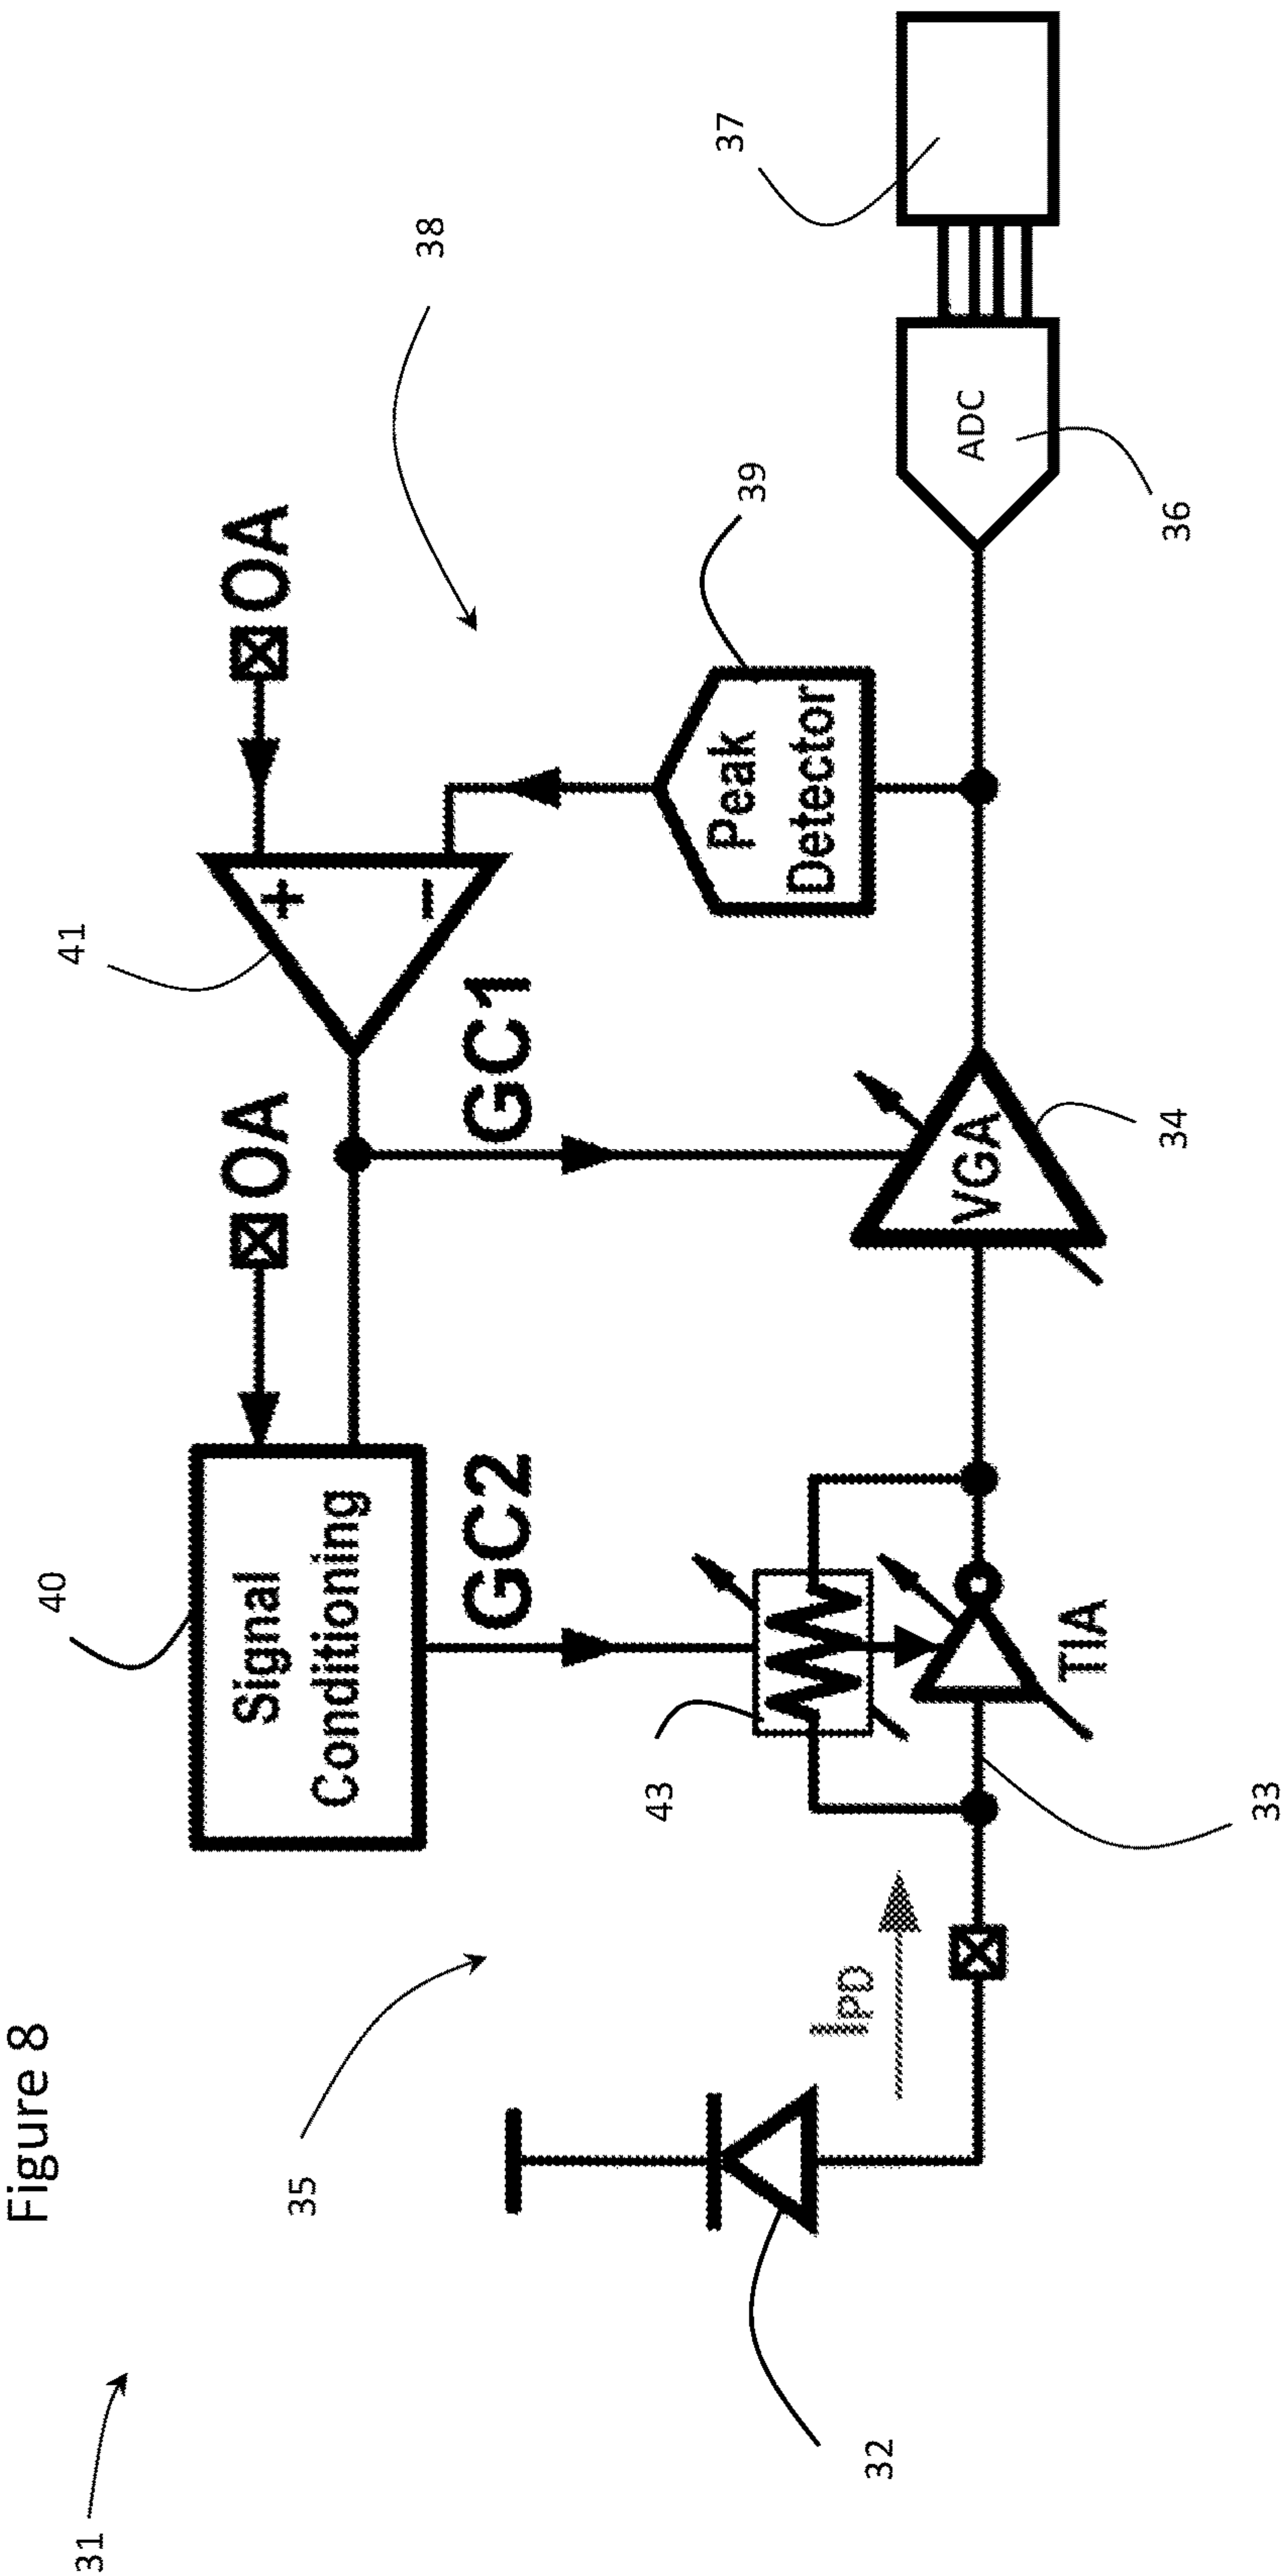 Figure 8
31
35
40
41
38
37
Signal
Conditioning
OA
OA
+
−
GC2
GC1
Peak
Detector
39
43
32
IPD
TIA
33
VGA
34
ADC
36